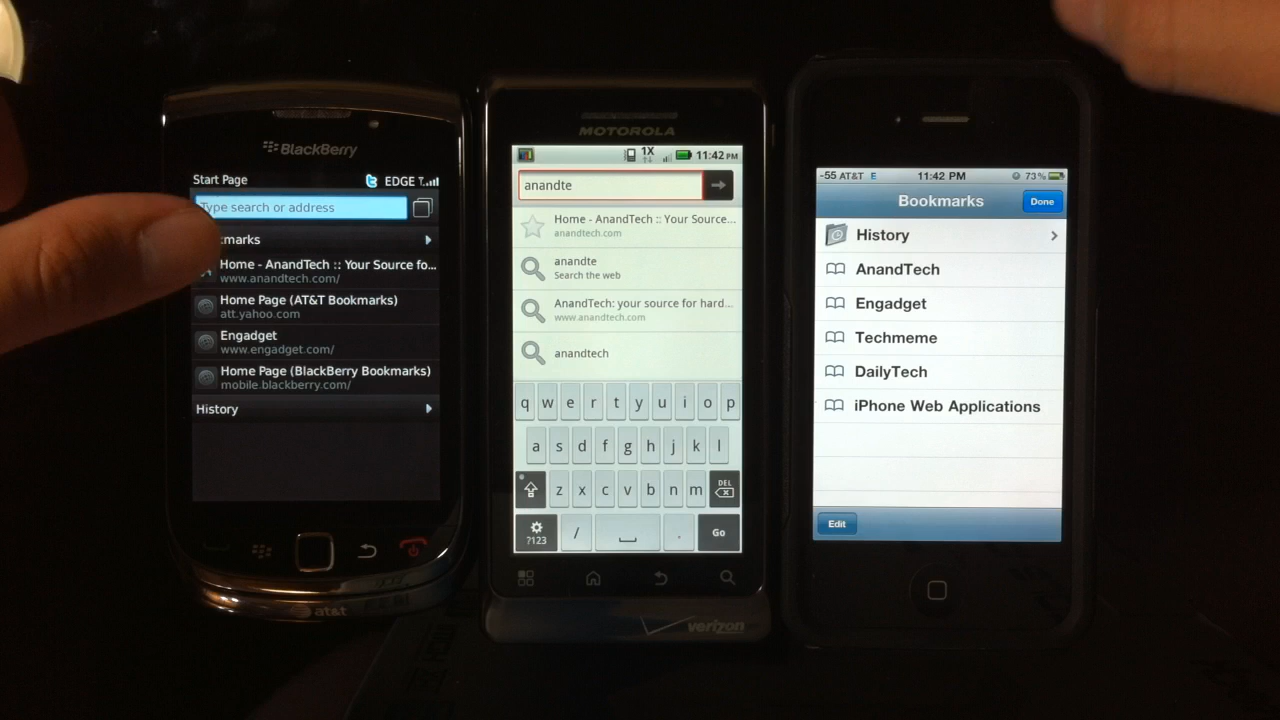 BlackBerry
Start Page
EDGE T
Type search or address
kmarks
Home - AnandTech :: Your Source fo...
www.anandtech.com/
Home Page (AT&T Bookmarks)
att.yahoo.com
Engadget
www.engadget.com/
Home Page (BlackBerry Bookmarks)
mobile.blackberry.com/
History
at&t
MOTOROLA
1X 11:42 PM
anandte
Home - AnandTech :: Your Source...
anandtech.com
anandte
Search the web
AnandTech: your source for hard...
www.anandtech.com
anandtech
q w e r t y u i o p
a s d f g h j k l
z x c v b n m DEL
?123 / . Go
verizon
-55 AT&T E 11:42 PM 73%
Bookmarks Done
History
AnandTech
Engadget
Techmeme
DailyTech
iPhone Web Applications
Edit